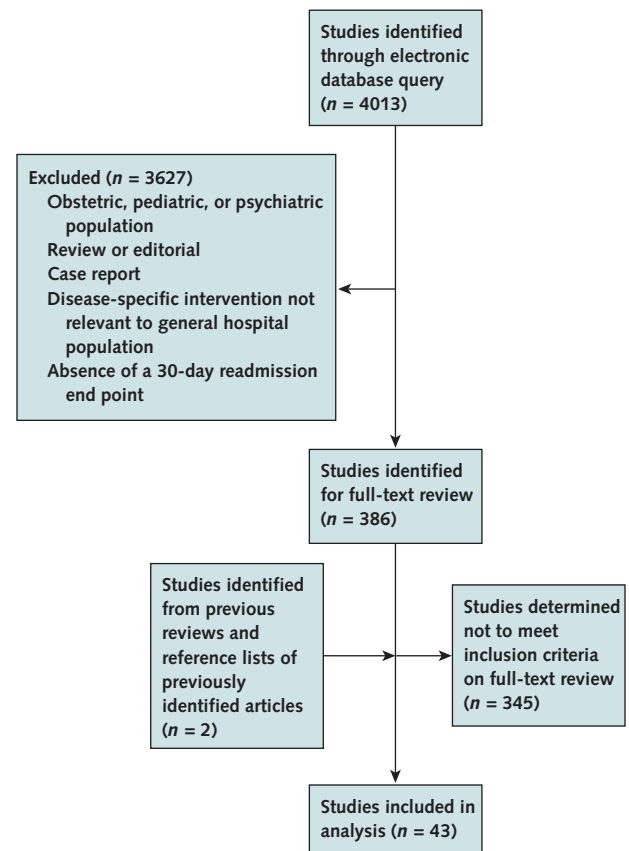 Studies identified
through electronic
database query
(n = 4013)
Excluded (n = 3627)
Obstetric, pediatric, or psychiatric
population
Review or editorial
Case report
Disease-specific intervention not
relevant to general hospital
population
Absence of a 30-day readmission
end point
Studies identified
for full-text review
(n = 386)
Studies identified
from previous
reviews and
reference lists of
previously
identified articles
(n = 2)
Studies determined
not to meet
inclusion criteria
on full-text review
(n = 345)
Studies included in
analysis (n = 43)